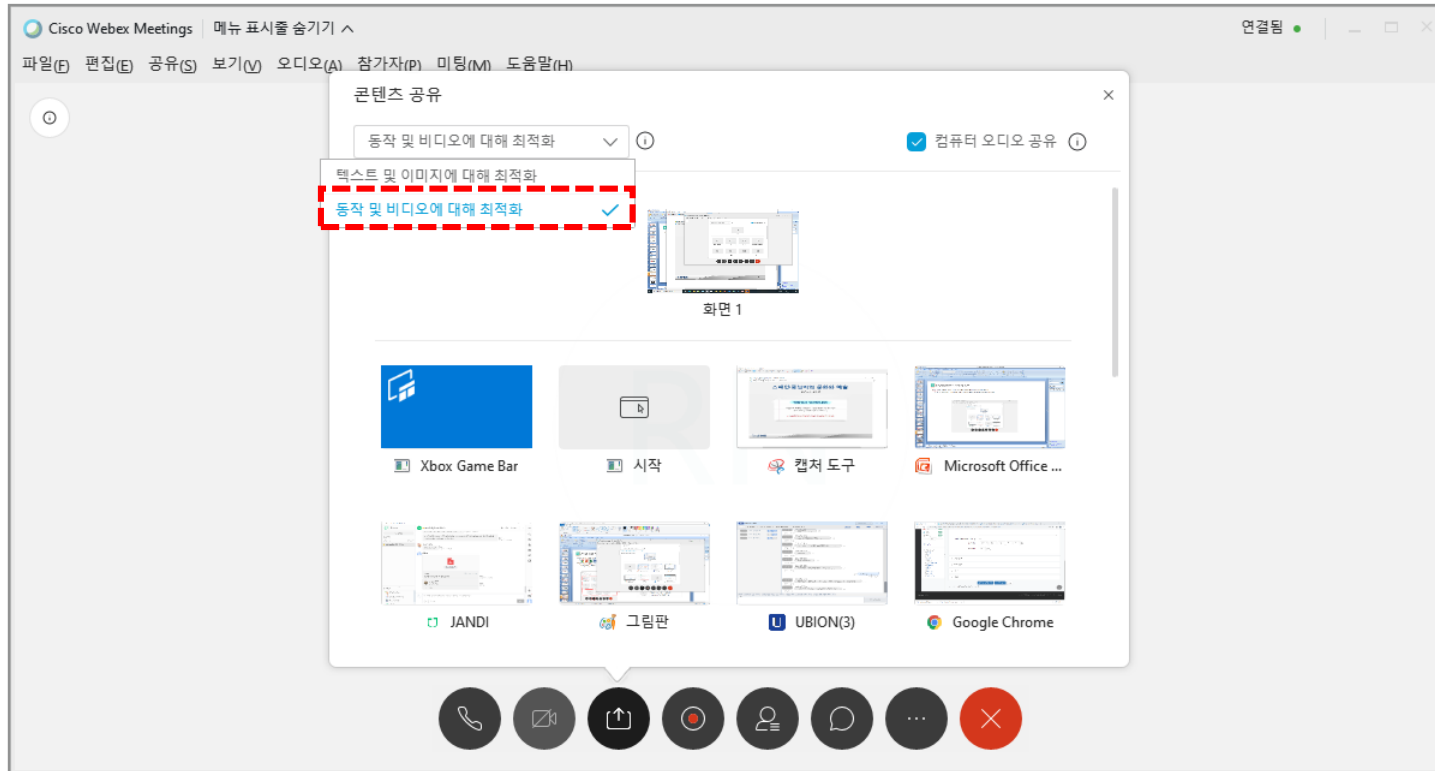 Cisco Webex Meetings 메뉴 표시줄 숨기기 연결됨
파일(F) 편집(E) 공유(S) 보기(V) 오디오(A) 참가자(P) 미팅(M) 도움말(H)
콘텐츠 공유
동작 및 비디오에 대해 최적화 컴퓨터 오디오 공유
텍스트 및 이미지에 대해 최적화
동작 및 비디오에 대해 최적화
화면 1
Xbox Game Bar 시작 캡처 도구 Microsoft Office ...
JANDI 그림판 UBION(3) Google Chrome